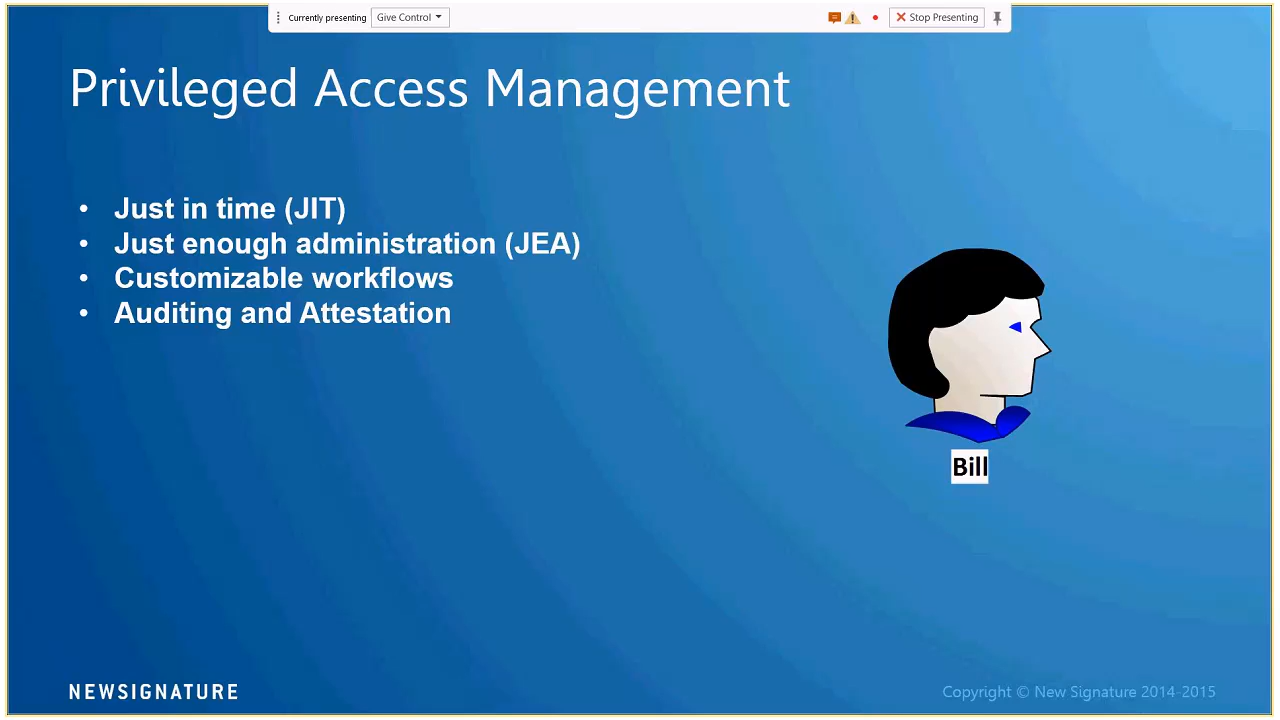 Currently presenting Give Control Stop Presenting
Privileged Access Management
• Just in time (JIT)
• Just enough administration (JEA)
• Customizable workflows
• Auditing and Attestation
Bill
NEWSIGNATURE
Copyright © New Signature 2014-2015